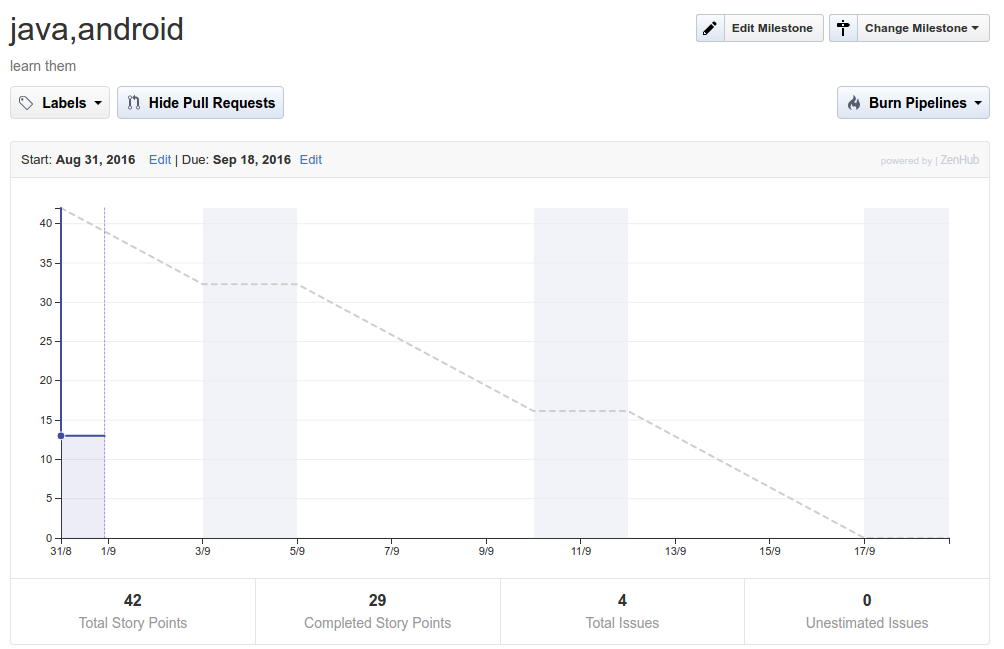 java,android
Edit Milestone
Change Milestone
learn them
Labels
Hide Pull Requests
Burn Pipelines
Start: Aug 31, 2016 Edit | Due: Sep 18, 2016 Edit
powered by | ZenHub
40
35
30
25
20
15
10
5
0
31/8 1/9 3/9 5/9 7/9 9/9 11/9 13/9 15/9 17/9
42 29 4 0
Total Story Points Completed Story Points Total Issues Unestimated Issues